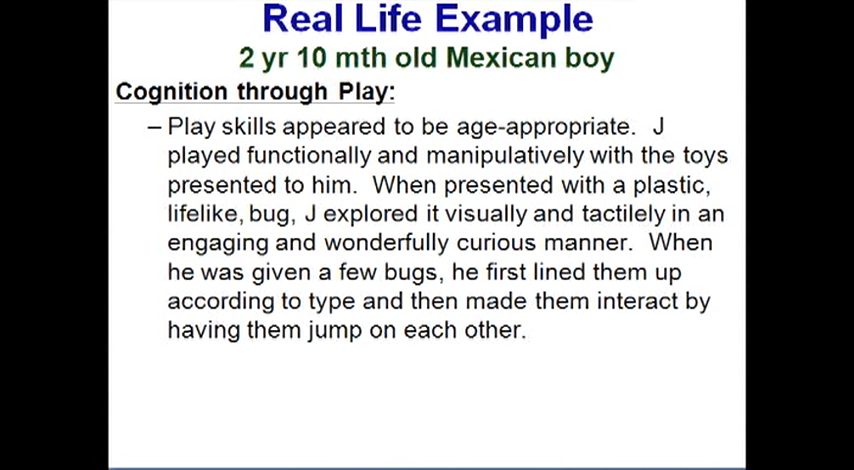 Real Life Example
2 yr 10 mth old Mexican boy
Cognition through Play:
– Play skills appeared to be age-appropriate. J
played functionally and manipulatively with the toys
presented to him. When presented with a plastic,
lifelike, bug, J explored it visually and tactilely in an
engaging and wonderfully curious manner. When
he was given a few bugs, he first lined them up
according to type and then made them interact by
having them jump on each other.